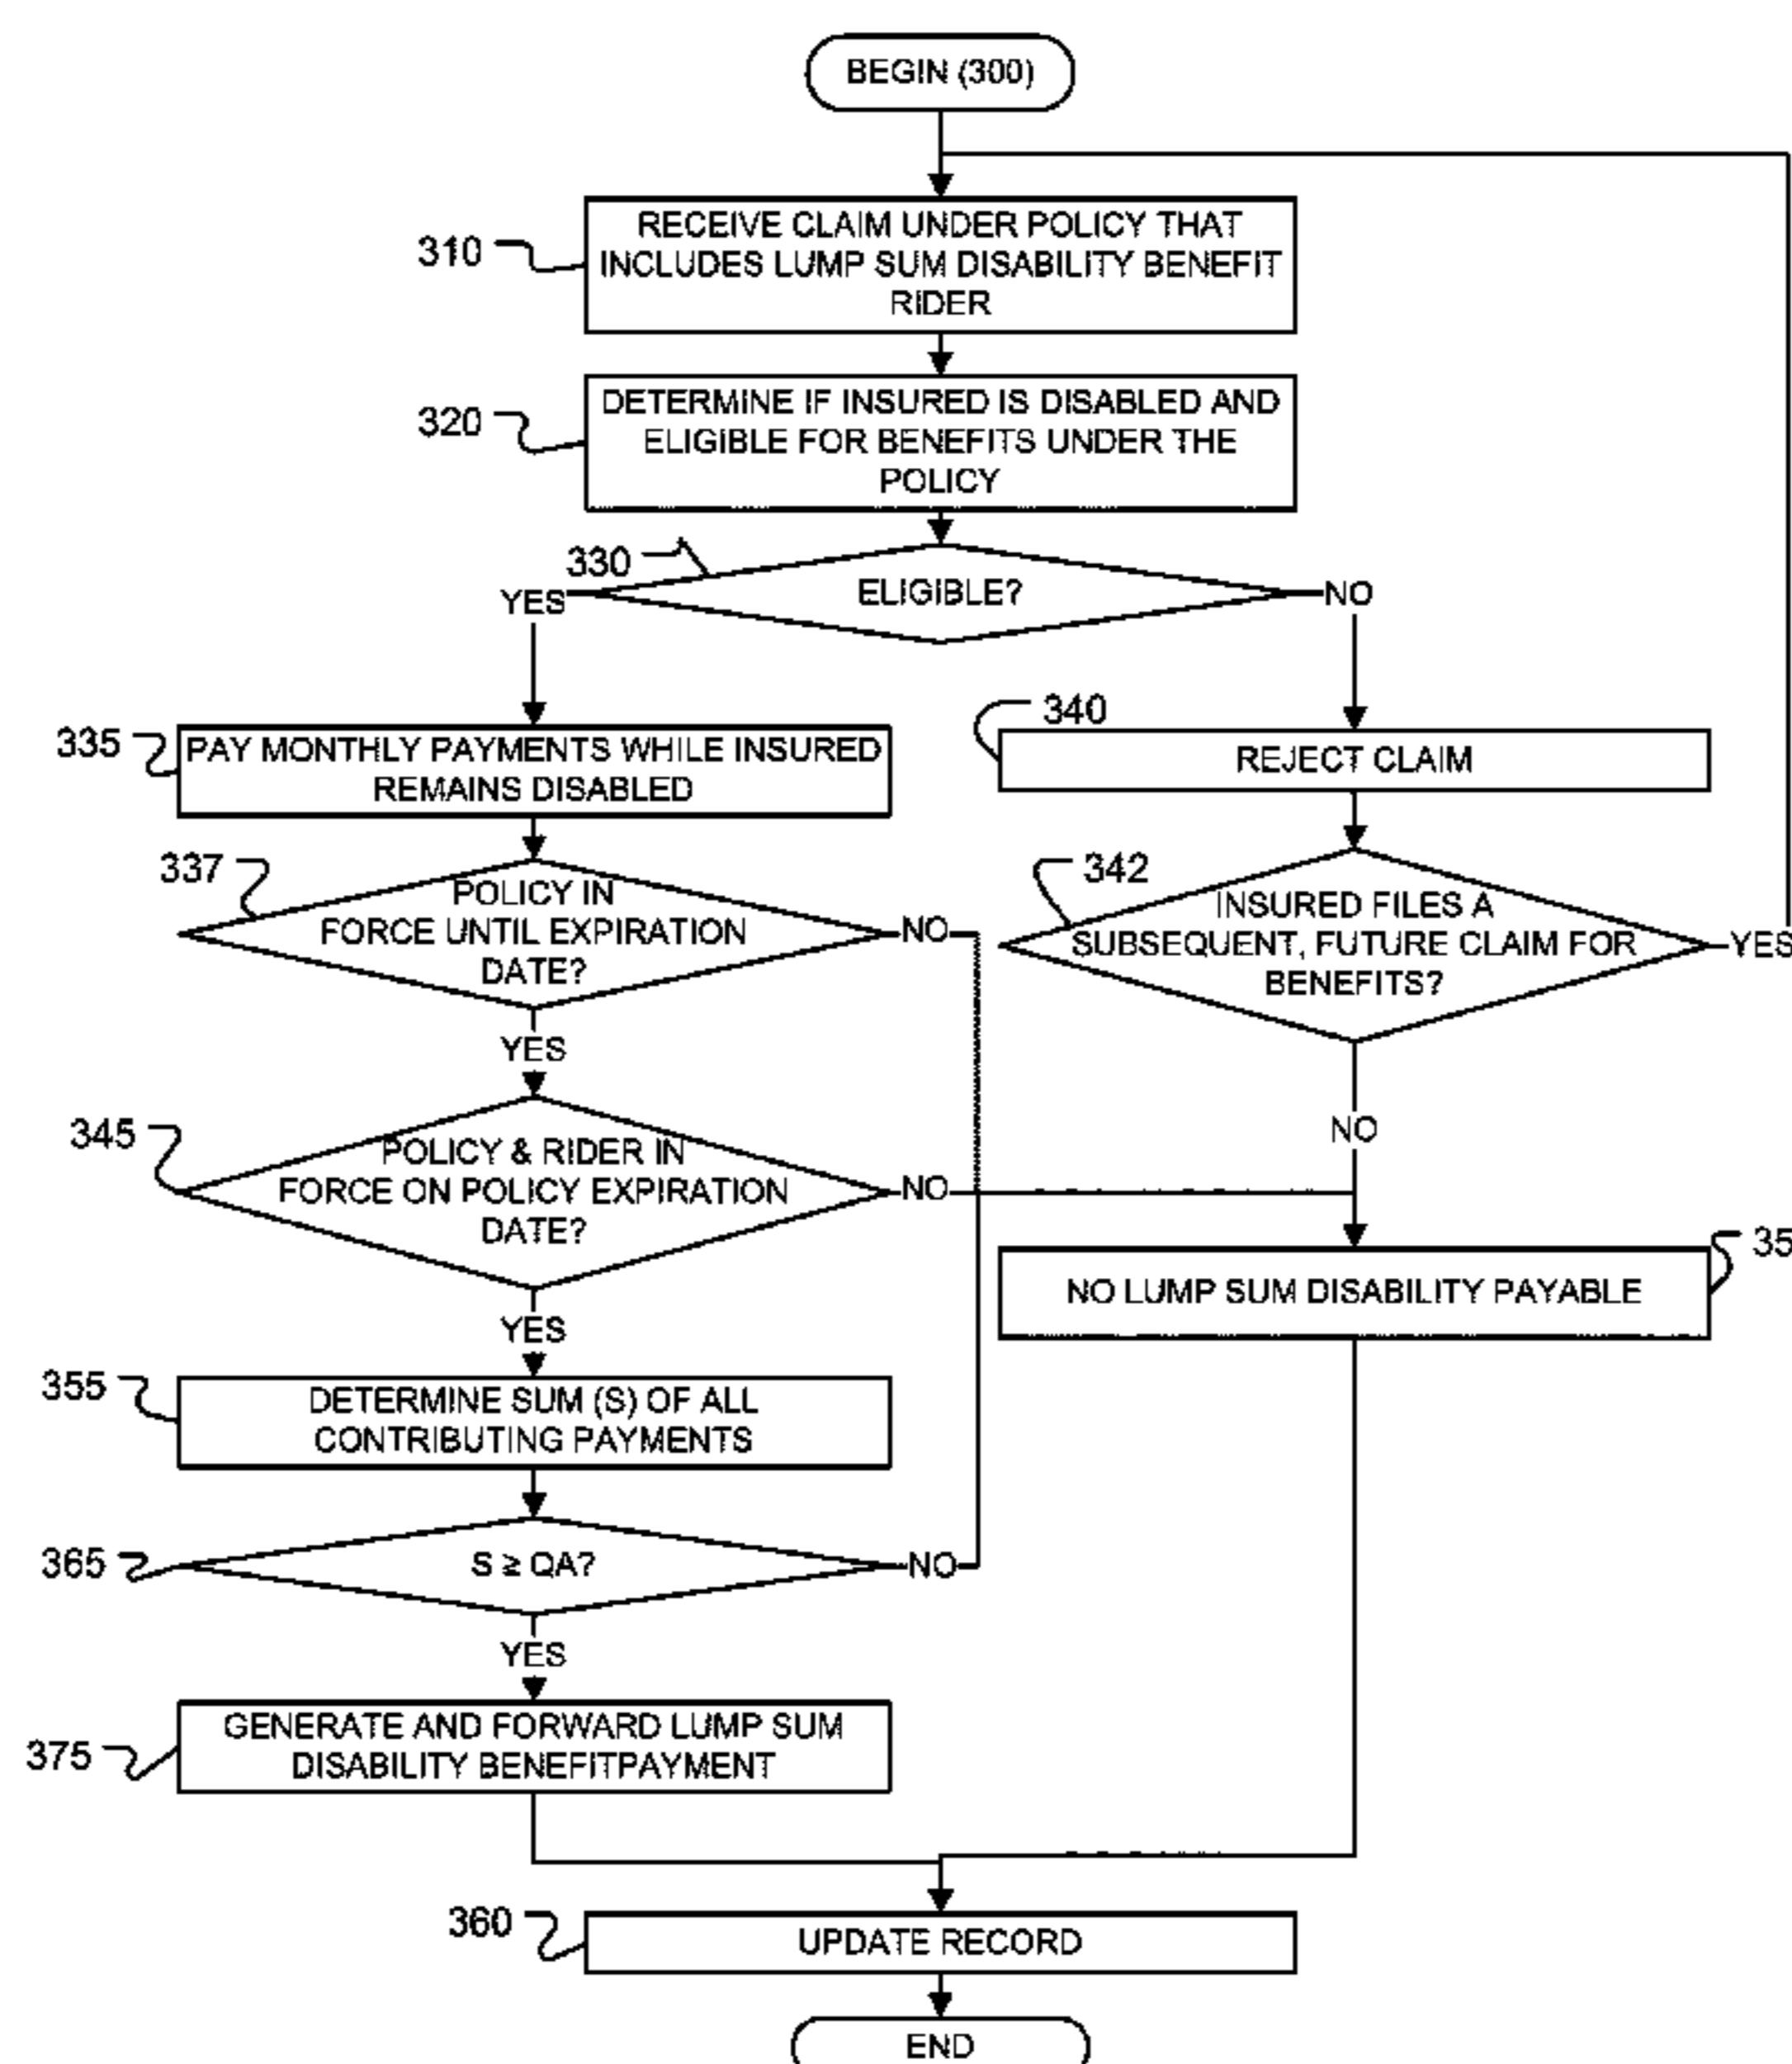 BEGIN (300)
310
RECEIVE CLAIM UNDER POLICY THAT
INCLUDES LUMP SUM DISABILITY BENEFIT
RIDER
320
DETERMINE IF INSURED IS DISABLED AND
ELIGIBLE FOR BENEFITS UNDER THE
POLICY
330
ELIGIBLE?
YES
NO
335
PAY MONTHLY PAYMENTS WHILE INSURED
REMAINS DISABLED
340
REJECT CLAIM
337
POLICY IN
FORCE UNTIL EXPIRATION
DATE?
NO
YES
342
INSURED FILES A
SUBSEQUENT, FUTURE CLAIM FOR
BENEFITS?
YES
NO
345
POLICY & RIDER IN
FORCE ON POLICY EXPIRATION
DATE?
NO
YES
35
NO LUMP SUM DISABILITY PAYABLE
355
DETERMINE SUM (S) OF ALL
CONTRIBUTING PAYMENTS
365
S ≥ QA?
NO
YES
375
GENERATE AND FORWARD LUMP SUM
DISABILITY BENEFITPAYMENT
360
UPDATE RECORD
END